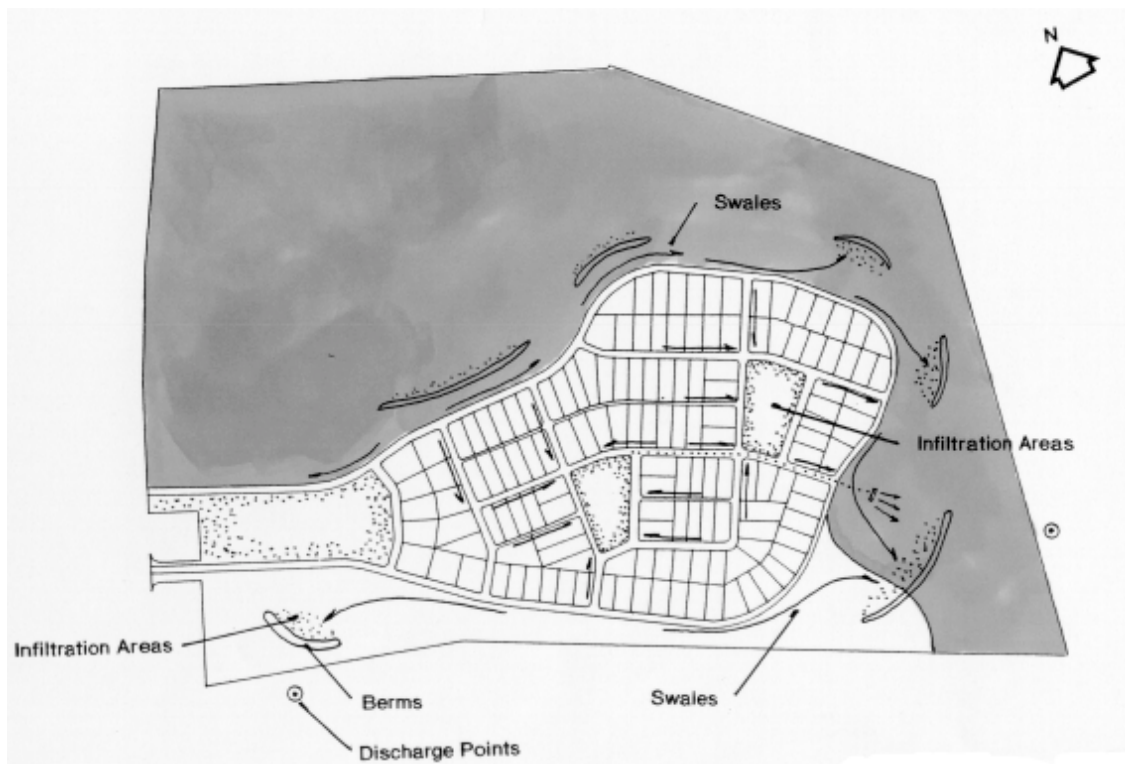 N
Swales
Infiltration Areas
Infiltration Areas
Berms
Swales
Discharge Points